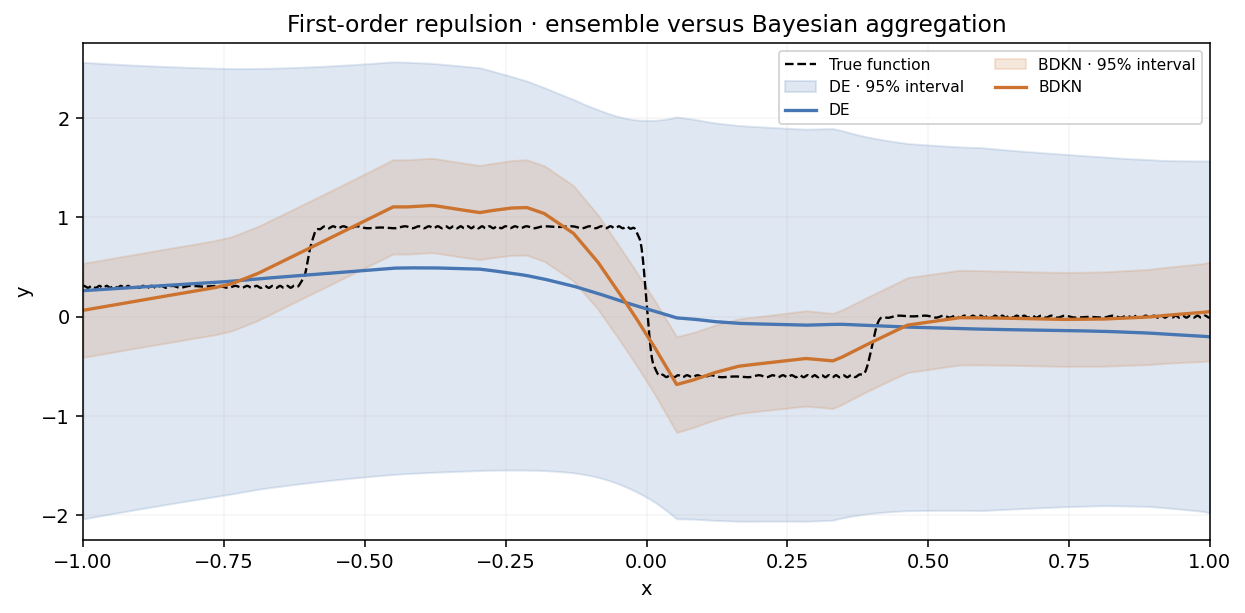 First-order repulsion · ensemble versus Bayesian aggregation
True function
DE · 95% interval
DE
BDKN · 95% interval
BDKN
y
2
1
0
−1
−2
−1.00 −0.75 −0.50 −0.25 0.00 0.25 0.50 0.75 1.00
x